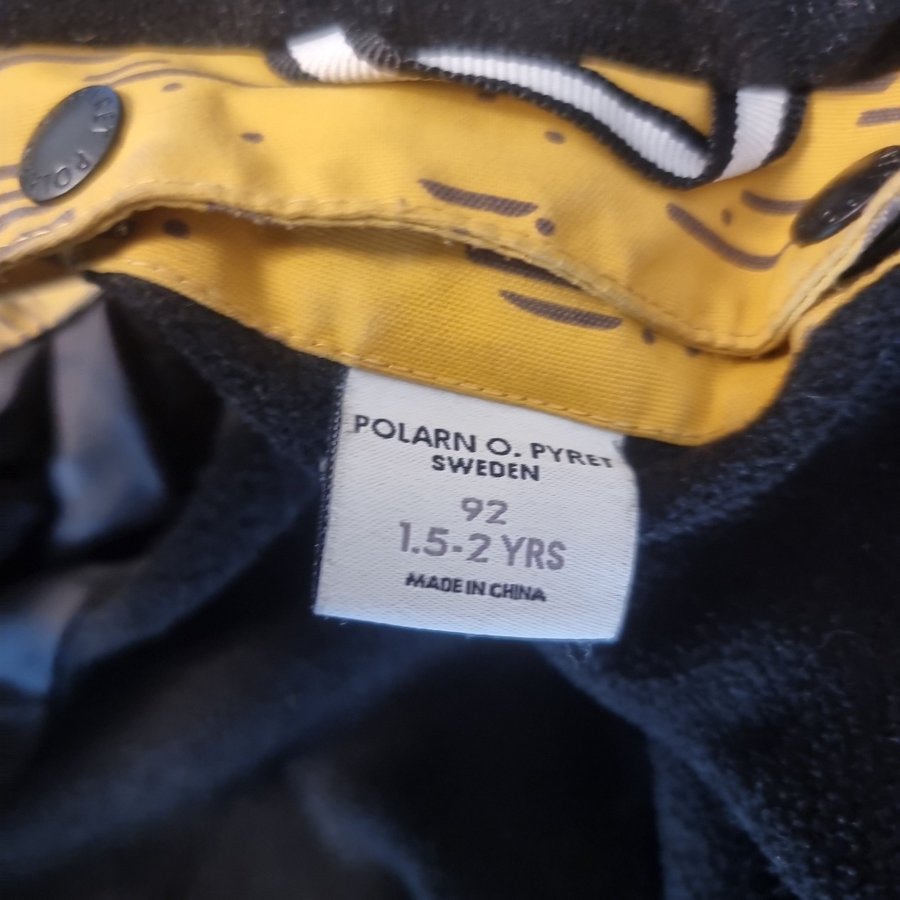 POLARN O. PYRET
SWEDEN
92
1.5-2 YRS
MADE IN CHINA